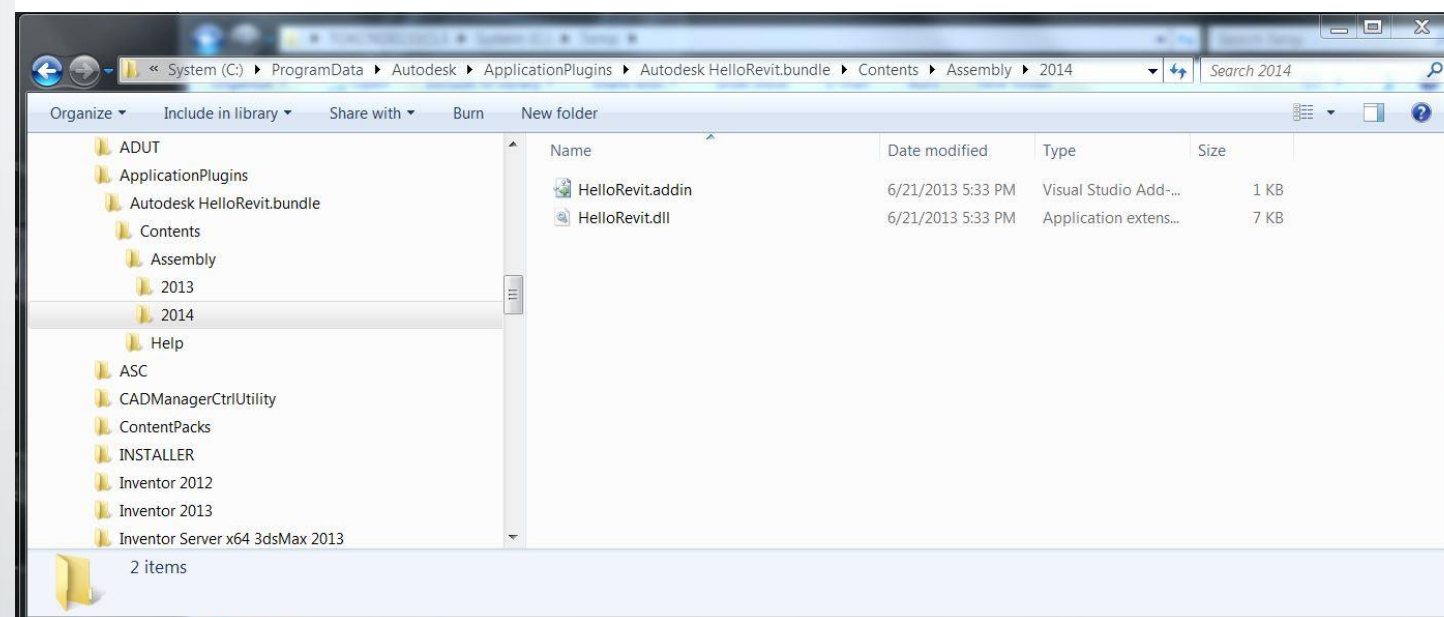 « System (C:) ProgramData Autodesk ApplicationPlugins Autodesk HelloRevit.bundle Contents Assembly 2014 Search 2014
Organize Include in library Share with Burn New folder
ADUT
ApplicationPlugins
Autodesk HelloRevit.bundle
Contents
Assembly
2013
2014
Help
ASC
CADManagerCtrlUtility
ContentPacks
INSTALLER
Inventor 2012
Inventor 2013
Inventor Server x64 3dsMax 2013
Name Date modified Type Size
HelloRevit.addin 6/21/2013 5:33 PM Visual Studio Add-... 1 KB
HelloRevit.dll 6/21/2013 5:33 PM Application extens... 7 KB
2 items